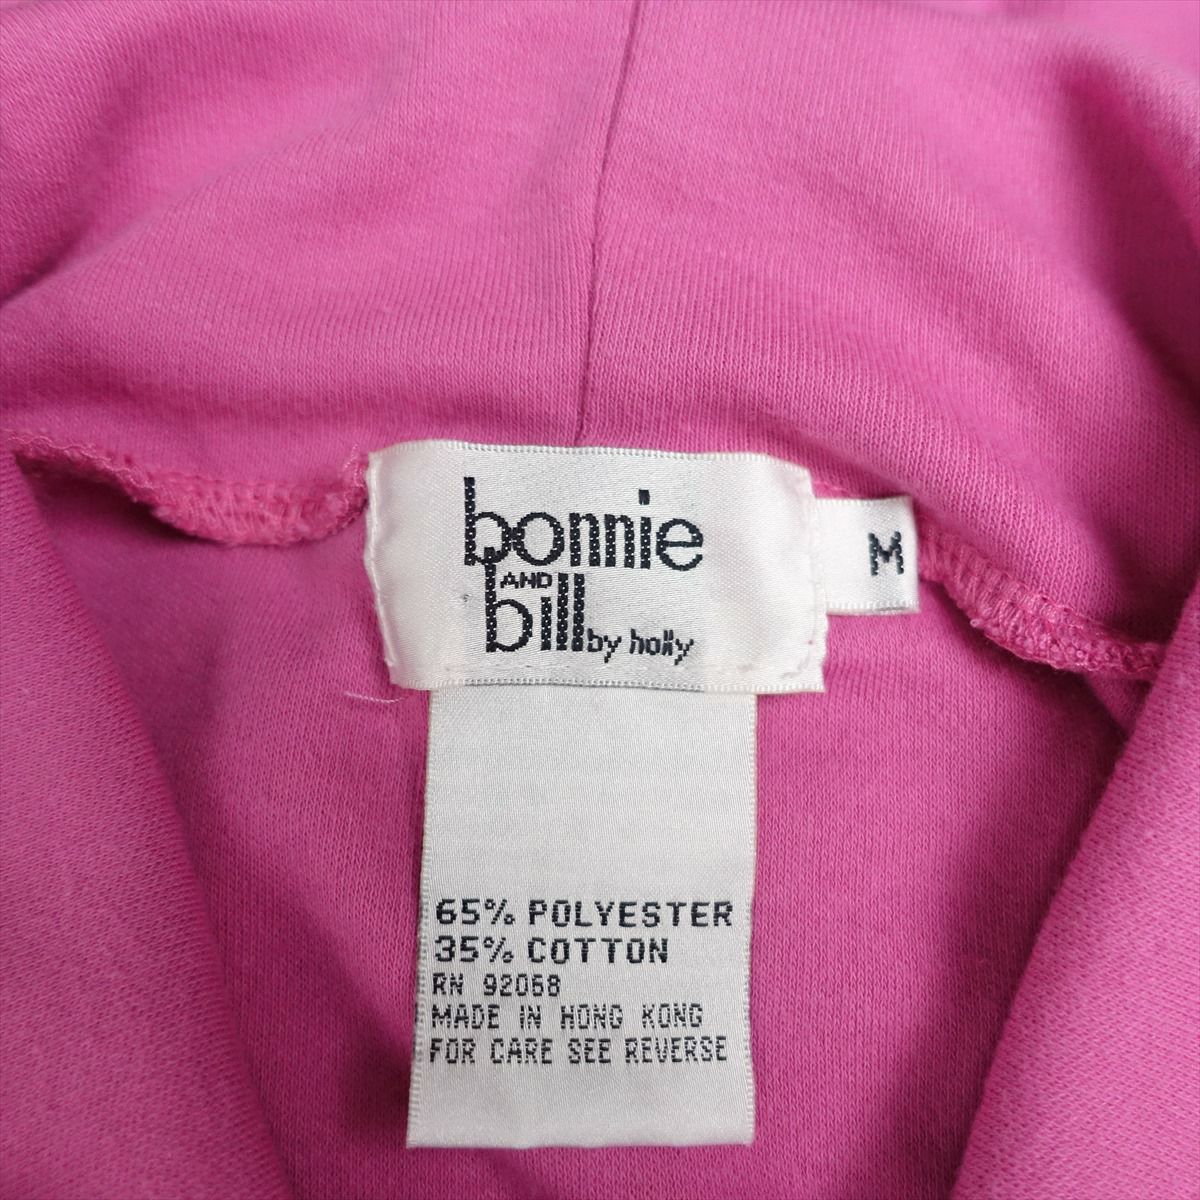 bonnie
AND
bill by holly
M
65% POLYESTER
35% COTTON
RN 92068
MADE IN HONG KONG
FOR CARE SEE REVERSE